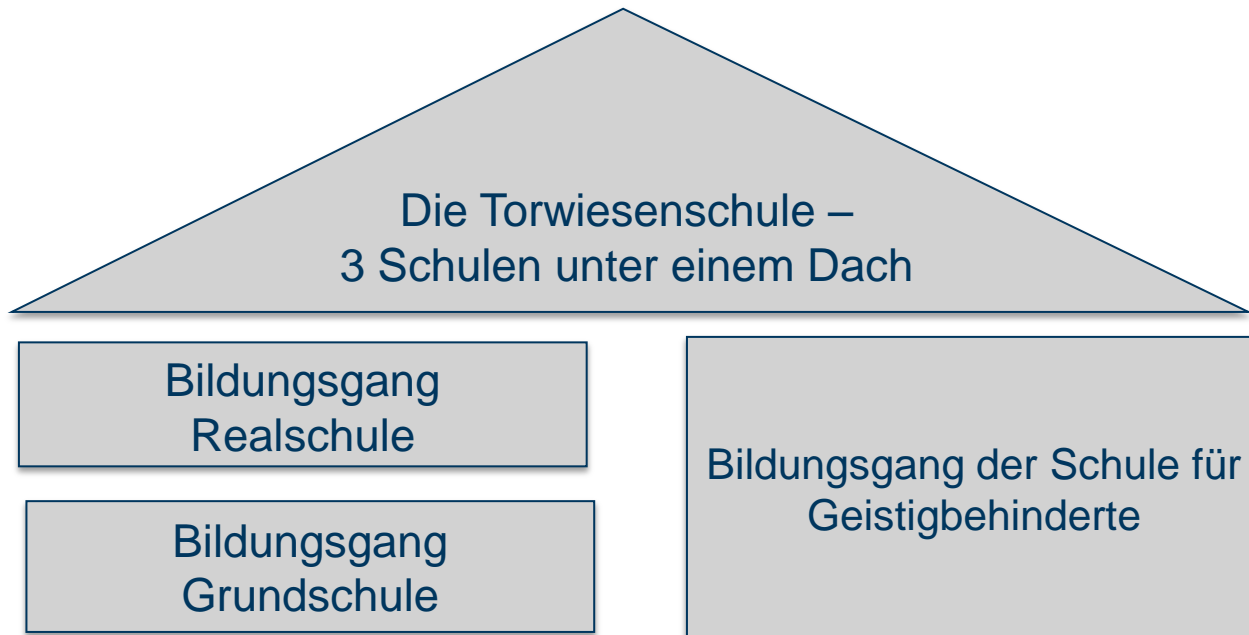 Die Torwiesenschule –
3 Schulen unter einem Dach
Bildungsgang
Realschule
Bildungsgang
Grundschule
Bildungsgang der Schule für
Geistigbehinderte